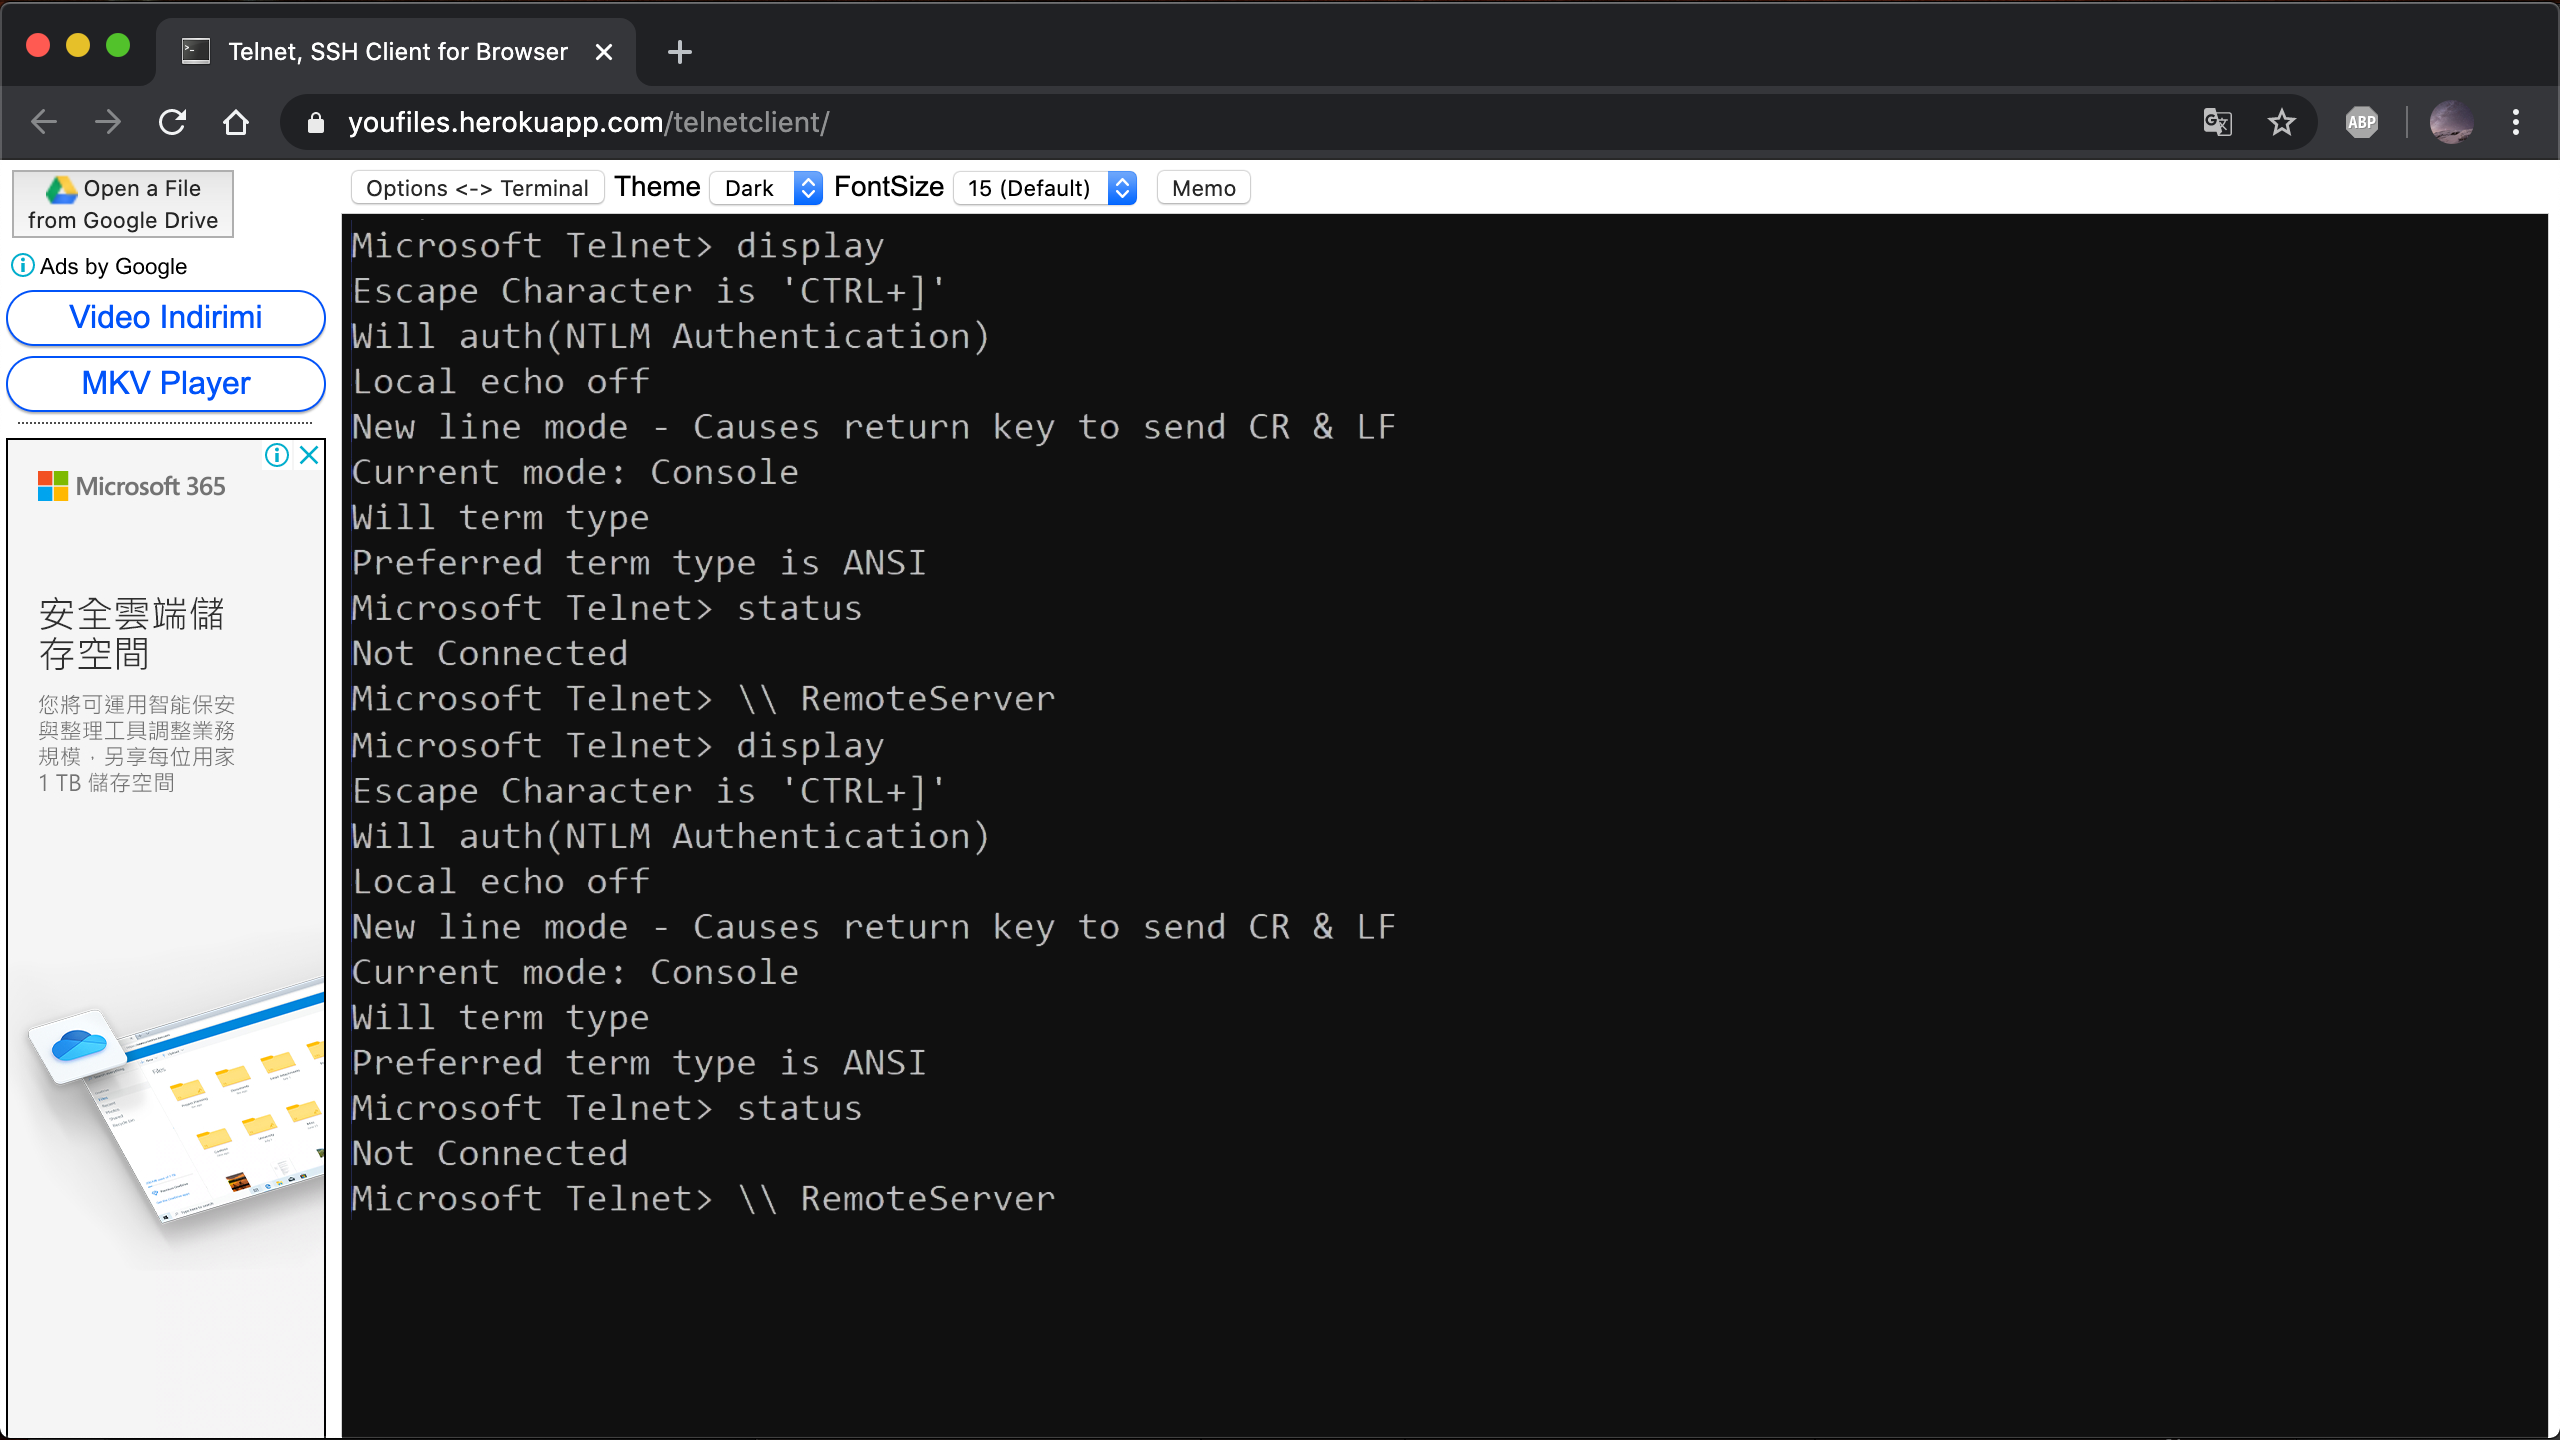 Telnet, SSH Client for Browser
youfiles.herokuapp.com/telnetclient/
ABP
Open a File
from Google Drive
Options <-> Terminal Theme Dark FontSize 15 (Default) Memo
Ads by Google
Video Indirimi
MKV Player
Microsoft 365
安全雲端儲
存空間
您將可運用智能保安
與整理工具調整業務
規模，另享每位用家
1 TB 儲存空間
Microsoft Telnet> display
Escape Character is 'CTRL+]'
Will auth(NTLM Authentication)
Local echo off
New line mode - Causes return key to send CR & LF
Current mode: Console
Will term type
Preferred term type is ANSI
Microsoft Telnet> status
Not Connected
Microsoft Telnet> \\ RemoteServer
Microsoft Telnet> display
Escape Character is 'CTRL+]'
Will auth(NTLM Authentication)
Local echo off
New line mode - Causes return key to send CR & LF
Current mode: Console
Will term type
Preferred term type is ANSI
Microsoft Telnet> status
Not Connected
Microsoft Telnet> \\ RemoteServer